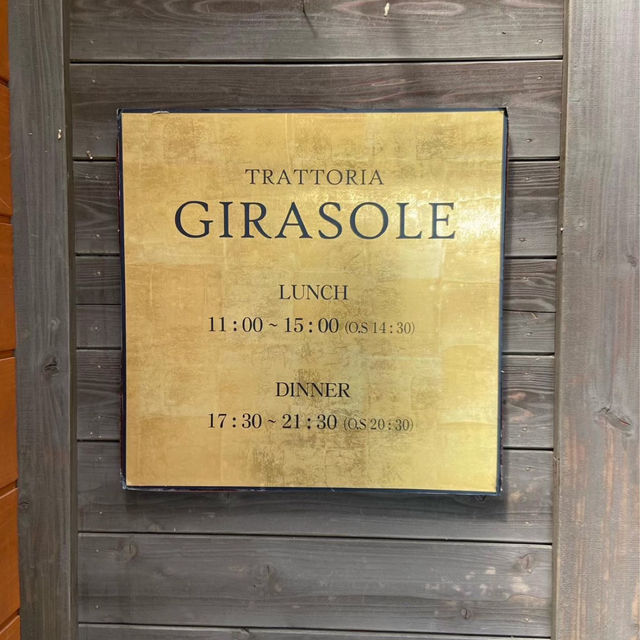 TRATTORIA
GIRASOLE
LUNCH
11:00 ~ 15:00 (O.S 14:30)
DINNER
17:30 ~ 21:30 (O.S 20:30)